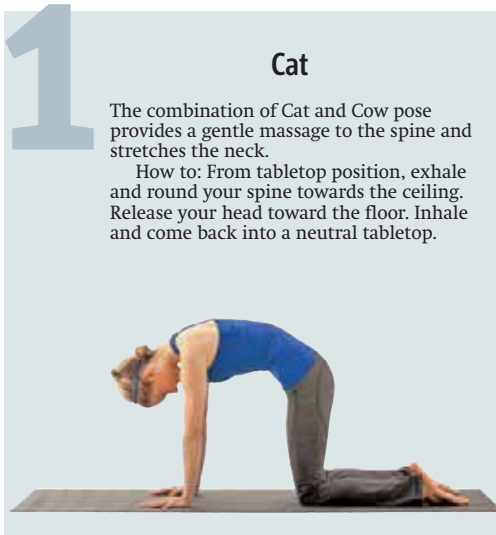 1
Cat
The combination of Cat and Cow pose
provides a gentle massage to the spine and
stretches the neck.
How to: From tabletop position, exhale
and round your spine towards the ceiling.
Release your head toward the floor. Inhale
and come back into a neutral tabletop.